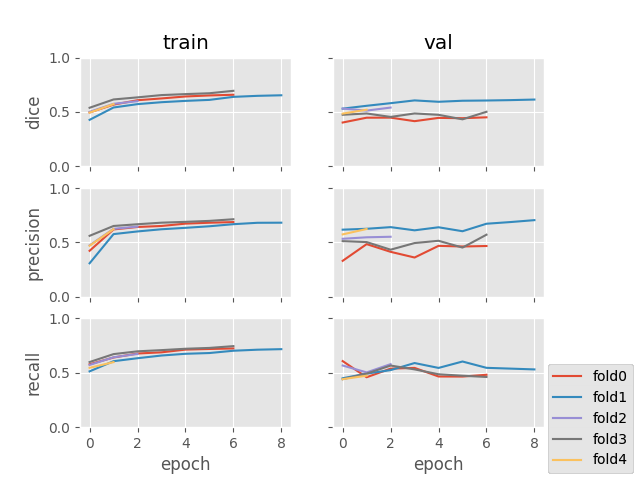 train val
1.0
dice 0.5
0.0
1.0
precision 0.5
0.0
1.0
recall 0.5
0.0
0 2 4 6 8 0 2 4 6 8
epoch epoch
fold0
fold1
fold2
fold3
fold4